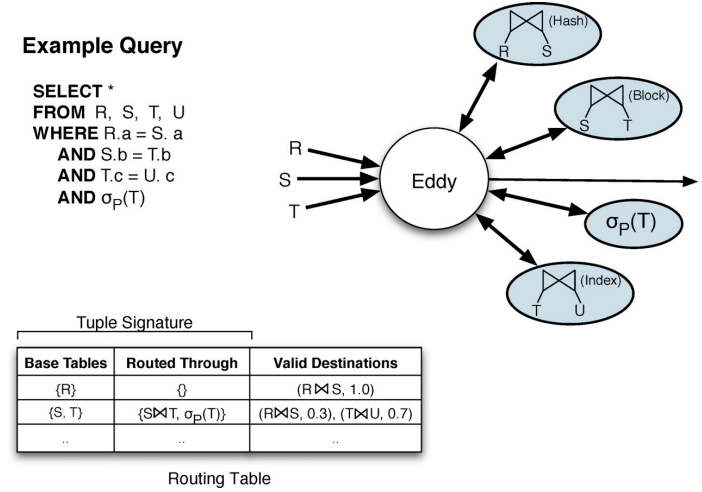 Example Query
SELECT *
FROM R, S, T, U
WHERE R.a = S. a
AND S.b = T.b
AND T.c = U. c
AND σP(T)
(Hash)
R S
(Block)
S T
R
S
T
Eddy
σP(T)
(Index)
T U
Tuple Signature
Base Tables Routed Through Valid Destinations
{R} {} (R⋈S, 1.0)
{S, T} {S⋈T, σP(T)} (R⋈S, 0.3), (T⋈U, 0.7)
.. .. ..
Routing Table